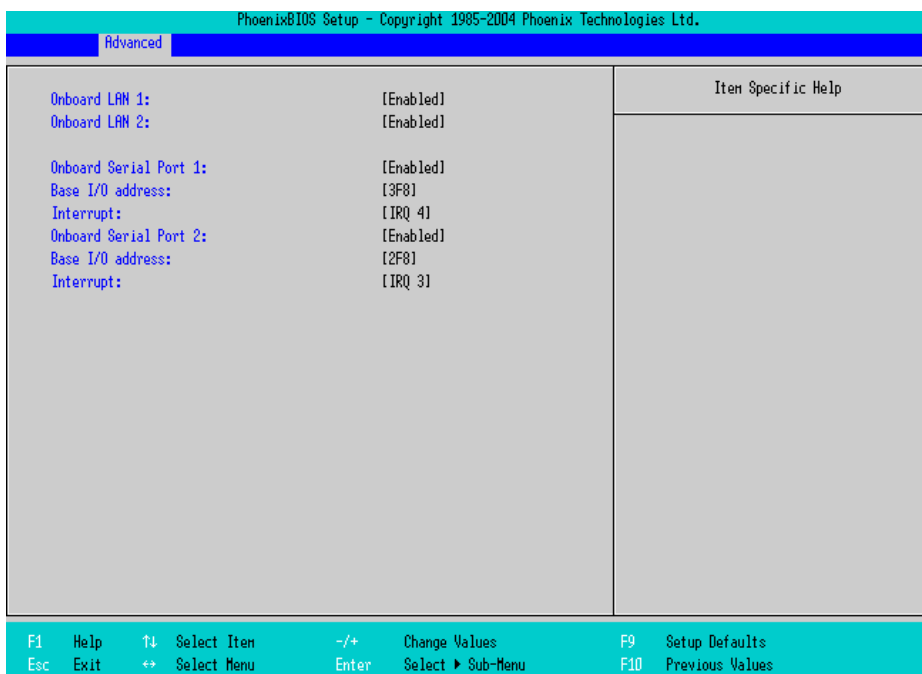 PhoenixBIOS Setup - Copyright 1985-2004 Phoenix Technologies Ltd.
Advanced
Item Specific Help
Onboard LAN 1: [Enabled]
Onboard LAN 2: [Enabled]
Onboard Serial Port 1: [Enabled]
Base I/O address: [3F8]
Interrupt: [IRQ 4]
Onboard Serial Port 2: [Enabled]
Base I/O address: [2F8]
Interrupt: [IRQ 3]
F1 Help ↑↓ Select Item -/+ Change Values F9 Setup Defaults
Esc Exit ↔ Select Menu Enter Select ▶ Sub-Menu F10 Previous Values